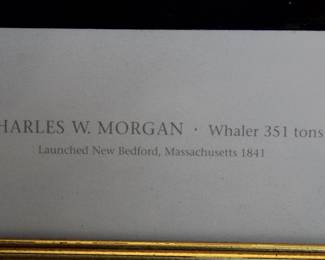 HARLES W. MORGAN · Whaler 351 tons
Launched New Bedford, Massachusetts 1841